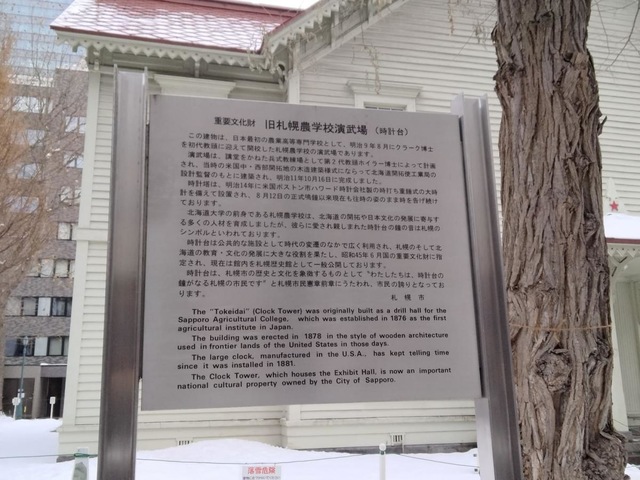 重要文化財 旧札幌農学校演武場（時計台）
この建物は、日本最初の農業高等専門学校として、明治9年8月にクラーク博士
を初代教頭に迎えて開校した札幌農学校の演武場であります。
演武場は、講堂をかねた兵式教練場として第2代教頭ホイラー博士によって計画
され、当時の米国中・西部開拓地の木造建築様式にならって北海道開拓使工業局の
設計監督のもとに建築され、明治11年10月16日に完成しました。
時計塔は、明治14年に米国ボストン市ハワード時計会社製の時打ち重錘式の大時
計を備えて設置され、8月12日の正式鳴鐘以来現在も往時の姿のまま時を告げ続け
ております。
北海道大学の前身である札幌農学校は、北海道の開拓や日本文化の発展に寄与す
る多くの人材を育成しましたが、彼らに愛され親しまれた時計台の鐘の音は札幌の
シンボルといわれております。
時計台は公共的な施設として時代の変遷のなかで広く利用され、札幌のそして北
海道の教育・文化の発展に大きな役割を果たし、昭和45年6月国の重要文化財に指
定され、現在は館内を札幌歴史館として一般公開しております。
時計台は、札幌市の歴史と文化を象徴するものとして“わたしたちは、時計台の
鐘がなる札幌の市民です”と札幌市民憲章前章にうたわれ、市民の誇りとなってお
ります。
札幌市
The "Tokeidai" (Clock Tower) was originally built as a drill hall for the
Sapporo Agricultural College, which was established in 1876 as the first
agricultural institute in Japan.
The building was erected in 1878 in the style of wooden architecture
used in frontier lands of the United States in those days.
The large clock, manufactured in the U.S.A., has kept telling time
since it was installed in 1881.
The Clock Tower, which houses the Exhibit Hall, is now an important
national cultural property owned by the City of Sapporo.
落雪危険